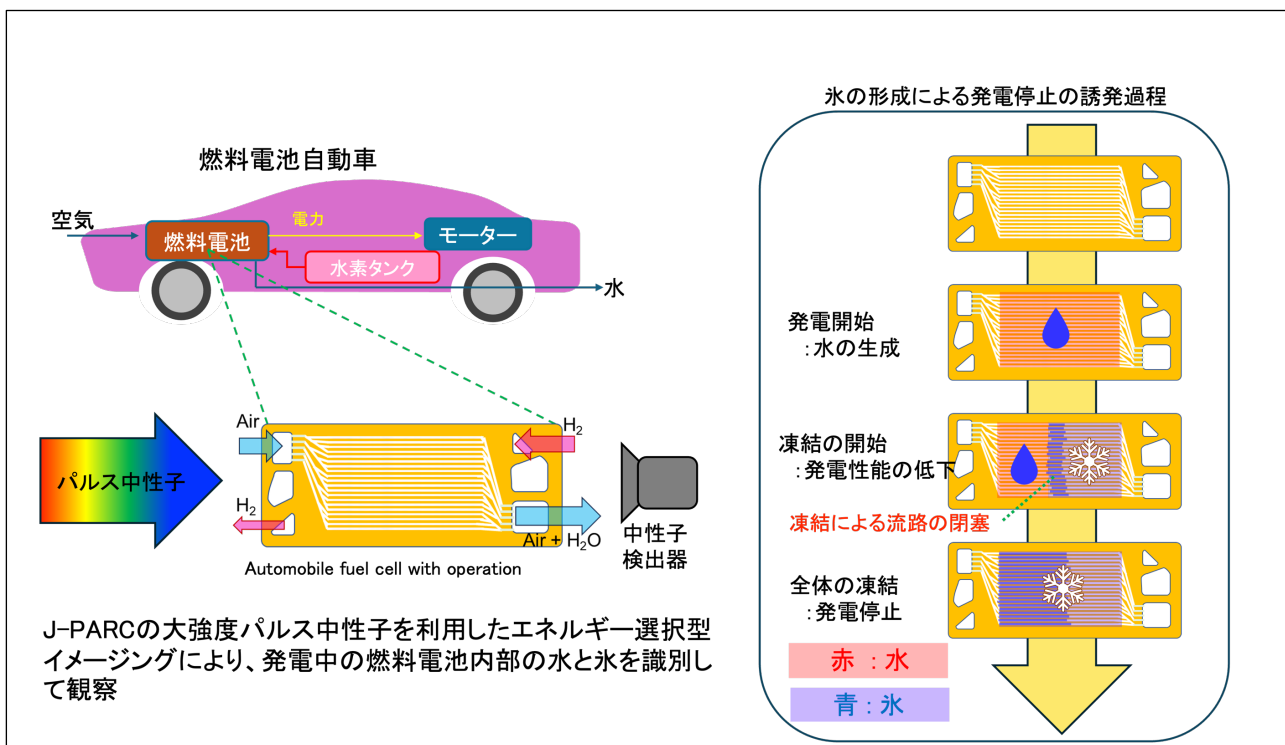 燃料電池自動車
空気
燃料電池
電力
モーター
水素タンク
水
パルス中性子
Air
H₂
H₂
Air + H₂O
中性子
検出器
Automobile fuel cell with operation
J-PARCの大強度パルス中性子を利用したエネルギー選択型
イメージングにより、発電中の燃料電池内部の水と氷を識別し
て観察
氷の形成による発電停止の誘発過程
発電開始
：水の生成
凍結の開始
：発電性能の低下
凍結による流路の閉塞
全体の凍結
：発電停止
赤 ：水
青：氷